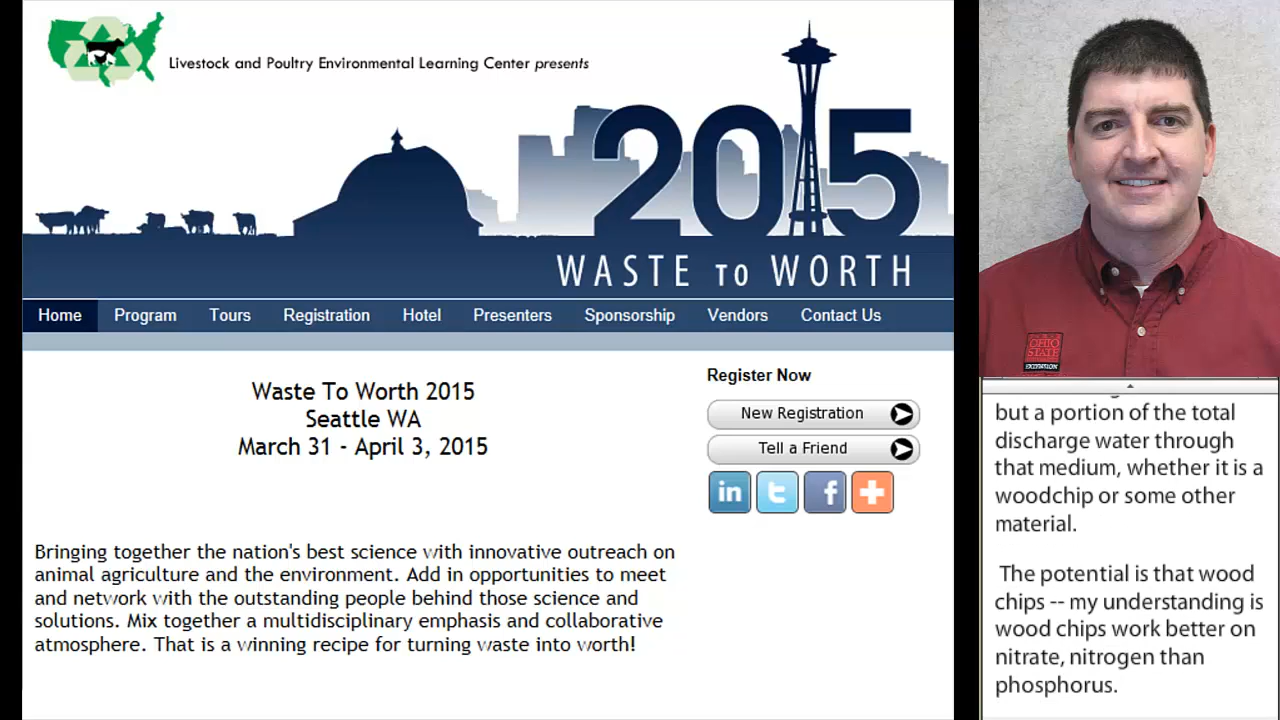 Livestock and Poultry Environmental Learning Center presents
2015
WASTE TO WORTH
Home Program Tours Registration Hotel Presenters Sponsorship Vendors Contact Us
Waste To Worth 2015
Seattle WA
March 31 - April 3, 2015
Bringing together the nation's best science with innovative outreach on
animal agriculture and the environment. Add in opportunities to meet
and network with the outstanding people behind those science and
solutions. Mix together a multidisciplinary emphasis and collaborative
atmosphere. That is a winning recipe for turning waste into worth!
Register Now
New Registration
Tell a Friend
in t f
OHIO
STATE
EXTENSION
but a portion of the total
discharge water through
that medium, whether it is a
woodchip or some other
material.
The potential is that wood
chips -- my understanding is
wood chips work better on
nitrate, nitrogen than
phosphorus.